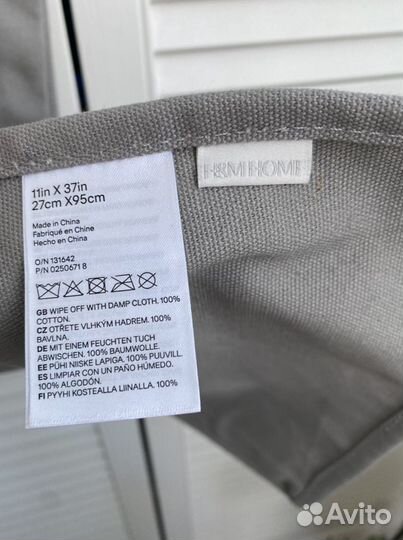 11in X 37in
27cm X95cm
H&M HOME
Made in China
Fabriqué en Chine
Hecho en China
O/N 131642
P/N 0250671 8
GB WIPE OFF WITH DAMP CLOTH. 100%
COTTON.
CZ OTŘETE VLHKÝM HADREM. 100%
BAVLNA.
DE MIT EINEM FEUCHTEN TUCH
ABWISCHEN. 100% BAUMWOLLE.
EE PÜHI NIISKE LAPIGA. 100% PUUVILL.
ES LIMPIAR CON UN PAÑO HÚMEDO.
100% ALGODÓN.
FI PYYHI KOSTEALLA LIINALLA. 100%
Avito